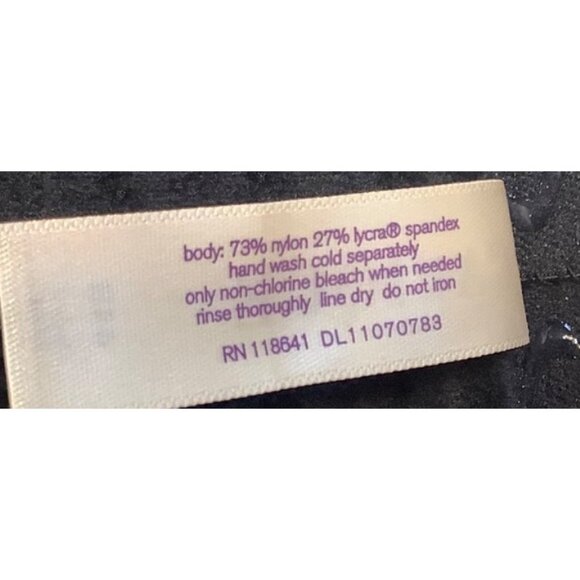 body: 73% nylon 27% lycra® spandex
hand wash cold separately
only non-chlorine bleach when needed
rinse thoroughly line dry do not iron
RN 118641 DL11070783